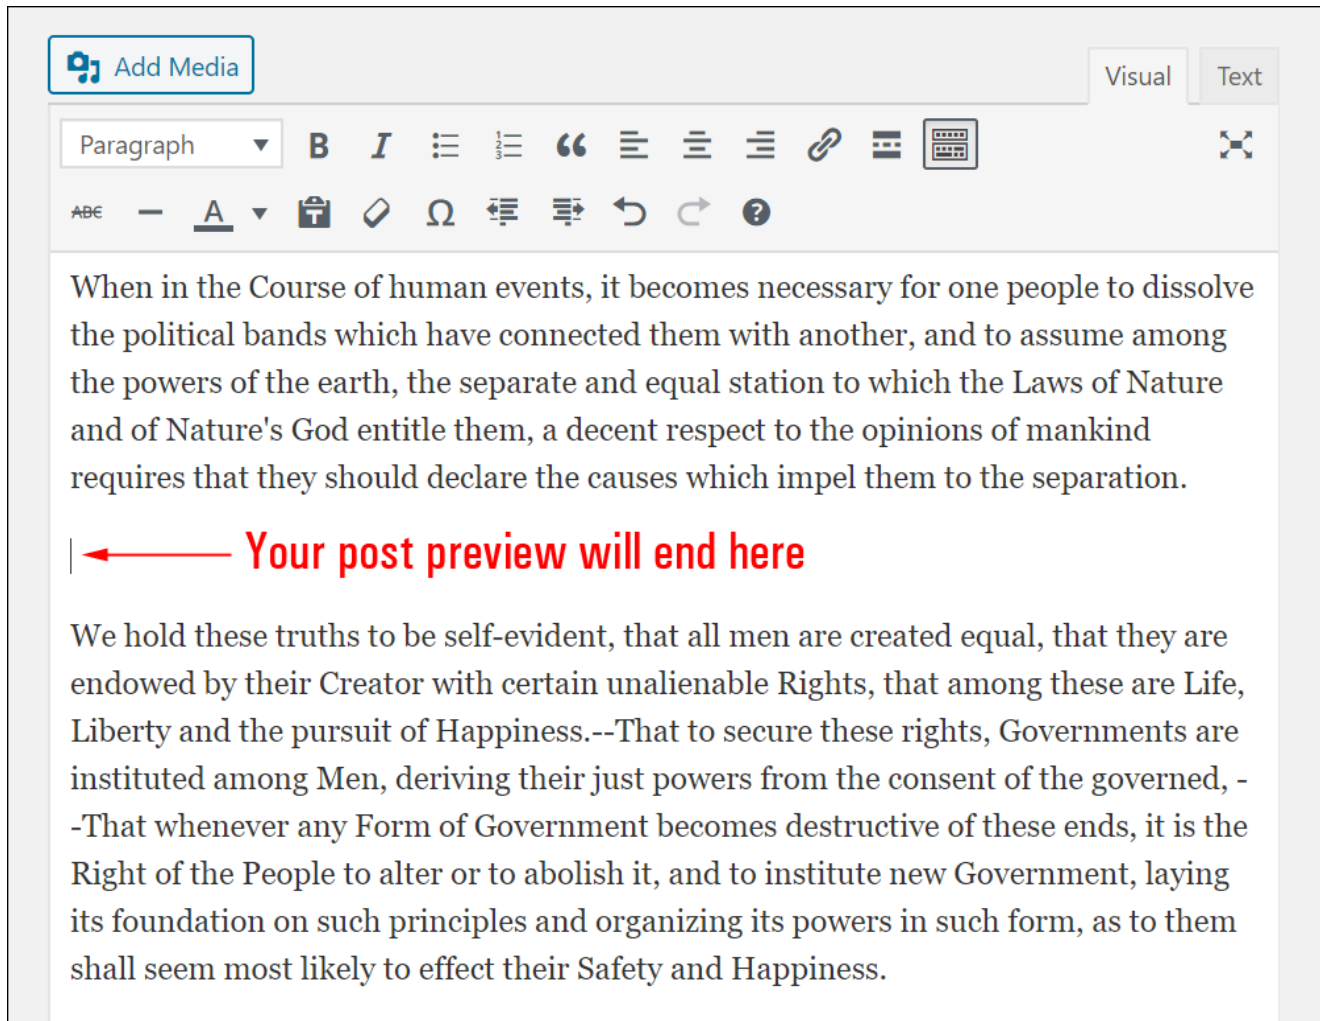 Add Media
Visual Text
Paragraph B I
ABC A Ω ?
When in the Course of human events, it becomes necessary for one people to dissolve
the political bands which have connected them with another, and to assume among
the powers of the earth, the separate and equal station to which the Laws of Nature
and of Nature's God entitle them, a decent respect to the opinions of mankind
requires that they should declare the causes which impel them to the separation.
Your post preview will end here
We hold these truths to be self-evident, that all men are created equal, that they are
endowed by their Creator with certain unalienable Rights, that among these are Life,
Liberty and the pursuit of Happiness.--That to secure these rights, Governments are
instituted among Men, deriving their just powers from the consent of the governed, -
-That whenever any Form of Government becomes destructive of these ends, it is the
Right of the People to alter or to abolish it, and to institute new Government, laying
its foundation on such principles and organizing its powers in such form, as to them
shall seem most likely to effect their Safety and Happiness.